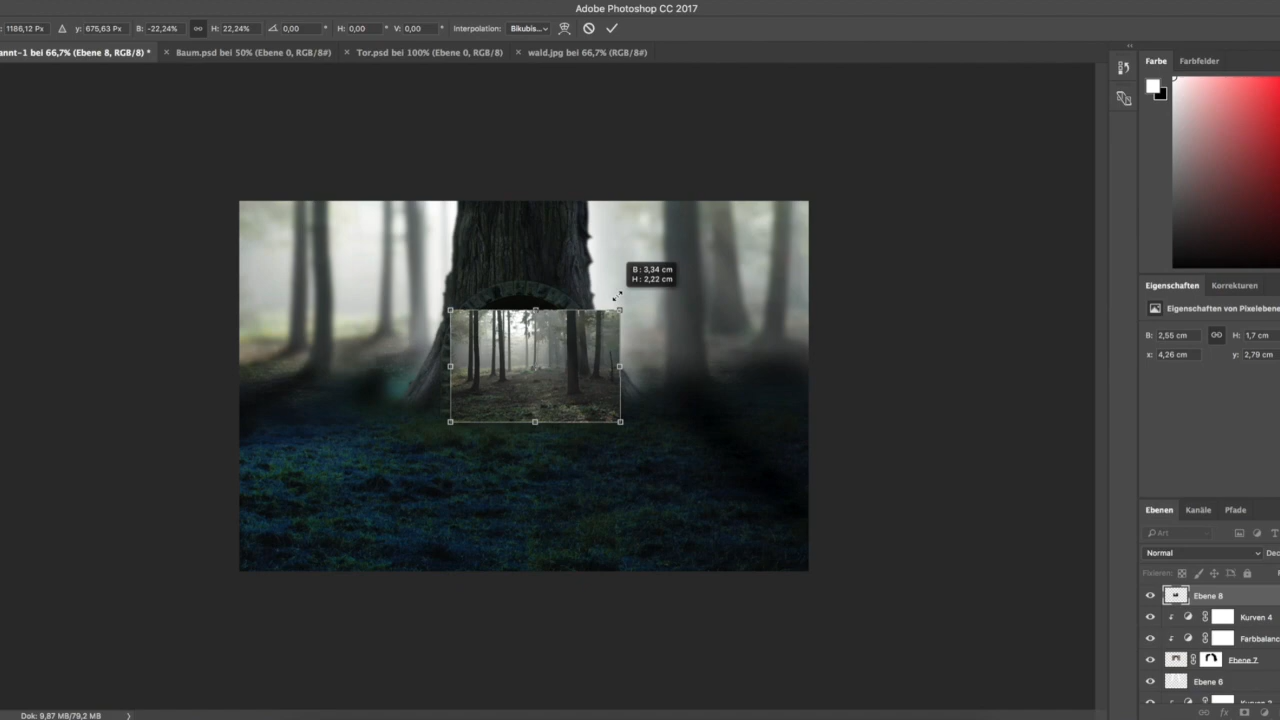 Adobe Photoshop CC 2017
1186,12 Px y: 675,63 Px B: -22,24% H: 22,24% 0,00 ° H: 0,00 ° V: 0,00 ° Interpolation: Bikubis...
annt-1 bei 66,7% (Ebene 8, RGB/8) * × Baum.psd bei 50% (Ebene 0, RGB/8#) × Tor.psd bei 100% (Ebene 0, RGB/8) × wald.jpg bei 66,7% (RGB/8#)
Farbe Farbfelder
B : 3,34 cm
H : 2,22 cm
Eigenschaften Korrekturen
Eigenschaften von Pixelebene
B: 2,55 cm H: 1,7 cm
x: 4,26 cm y: 2,79 cm
Ebenen Kanäle Pfade
Art
Normal Dec
Fixieren:
Ebene 8
Kurven 4
Farbbalanc
Ebene 7
Ebene 6
Dok: 9,87 MB/79,2 MB